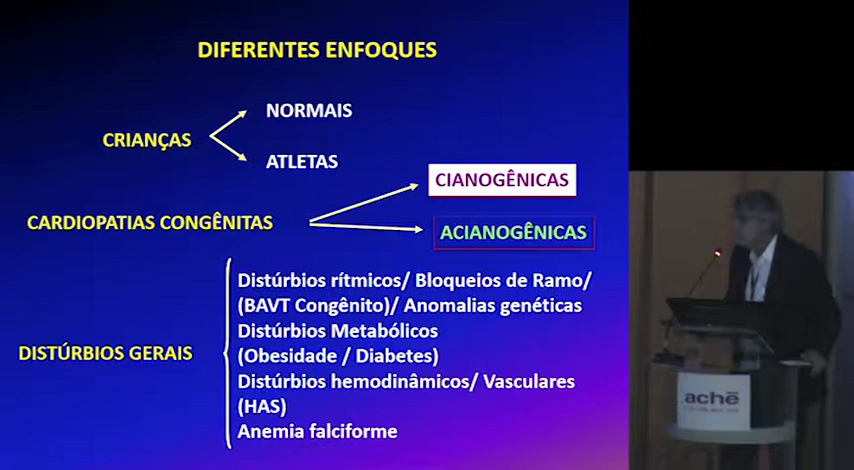 DIFERENTES ENFOQUES
CRIANÇAS
NORMAIS
ATLETAS
CARDIOPATIAS CONGÊNITAS
CIANOGÊNICAS
ACIANOGÊNICAS
DISTÚRBIOS GERAIS
Distúrbios rítmicos/ Bloqueios de Ramo/
(BAVT Congênito)/ Anomalias genéticas
Distúrbios Metabólicos
(Obesidade / Diabetes)
Distúrbios hemodinâmicos/ Vasculares
(HAS)
Anemia falciforme
achē